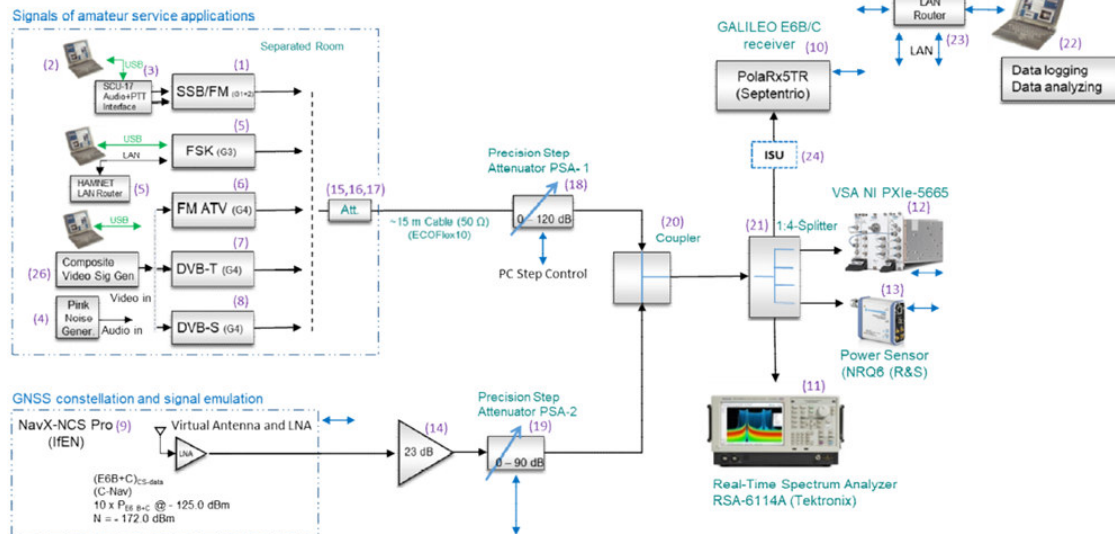 Signals of amateur service applications
Separated Room
(2)
USB
(3)
SCU-17
Audio+PTT
Interface
(1)
SSB/FM (G1+2)
USB
LAN
(5)
FSK (G3)
HAMNET
LAN Router
(5)
USB
(6)
FM ATV (G4)
(7)
DVB-T (G4)
(26)
Composite
Video Sig Gen
Video in
(4)
Pink
Noise
Gener.
Audio in
(8)
DVB-S (G4)
(15,16,17)
Att.
~15 m Cable (50 Ω)
(ECOFlex10)
Precision Step
Attenuator PSA- 1
(18)
0 – 120 dB
PC Step Control
(20)
Coupler
GALILEO E6B/C
receiver
(10)
PolaRx5TR
(Septentrio)
ISU
(24)
(21)
1:4-Splitter
LAN
Router
LAN
(23)
(22)
Data logging
Data analyzing
VSA NI PXIe-5665
(12)
(13)
Power Sensor
(NRQ6 (R&S)
(11)
Real-Time Spectrum Analyzer
RSA-6114A (Tektronix)
GNSS constellation and signal emulation
NavX-NCS Pro (9)
(IfEN)
Virtual Antenna and LNA
LNA
(E6B+C)CS-data
(C-Nav)
10 x PE6 B+C @ - 125.0 dBm
N = - 172.0 dBm
(14)
23 dB
Precision Step
Attenuator PSA-2
(19)
0 – 90 dB